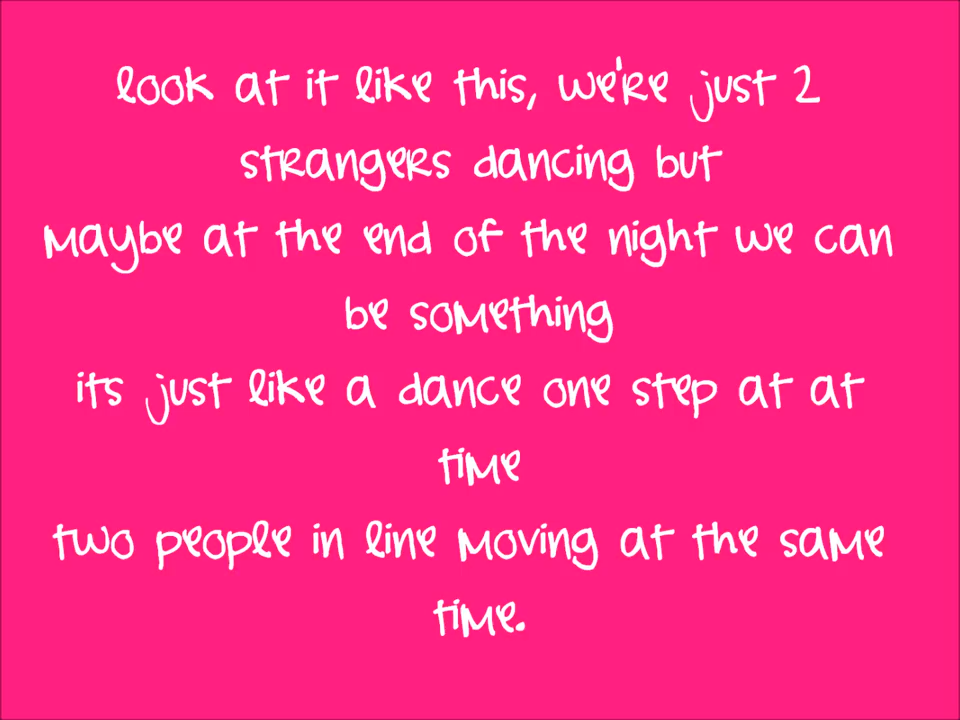 look at it like this, we're just 2
strangers dancing but
maybe at the end of the night we can
be something
its just like a dance one step at at
time
two people in line moving at the same
time.